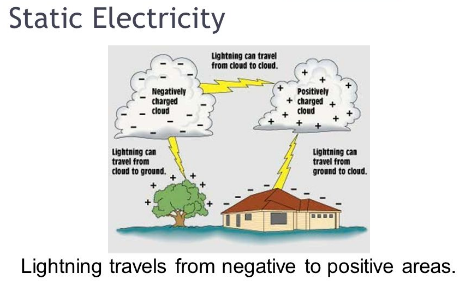 Static Electricity
Lightning can travel
from cloud to cloud.
Negatively
charged
cloud
Positively
charged
cloud
Lightning can
travel from
cloud to ground.
Lightning can
travel from
ground to cloud.
Lightning travels from negative to positive areas.